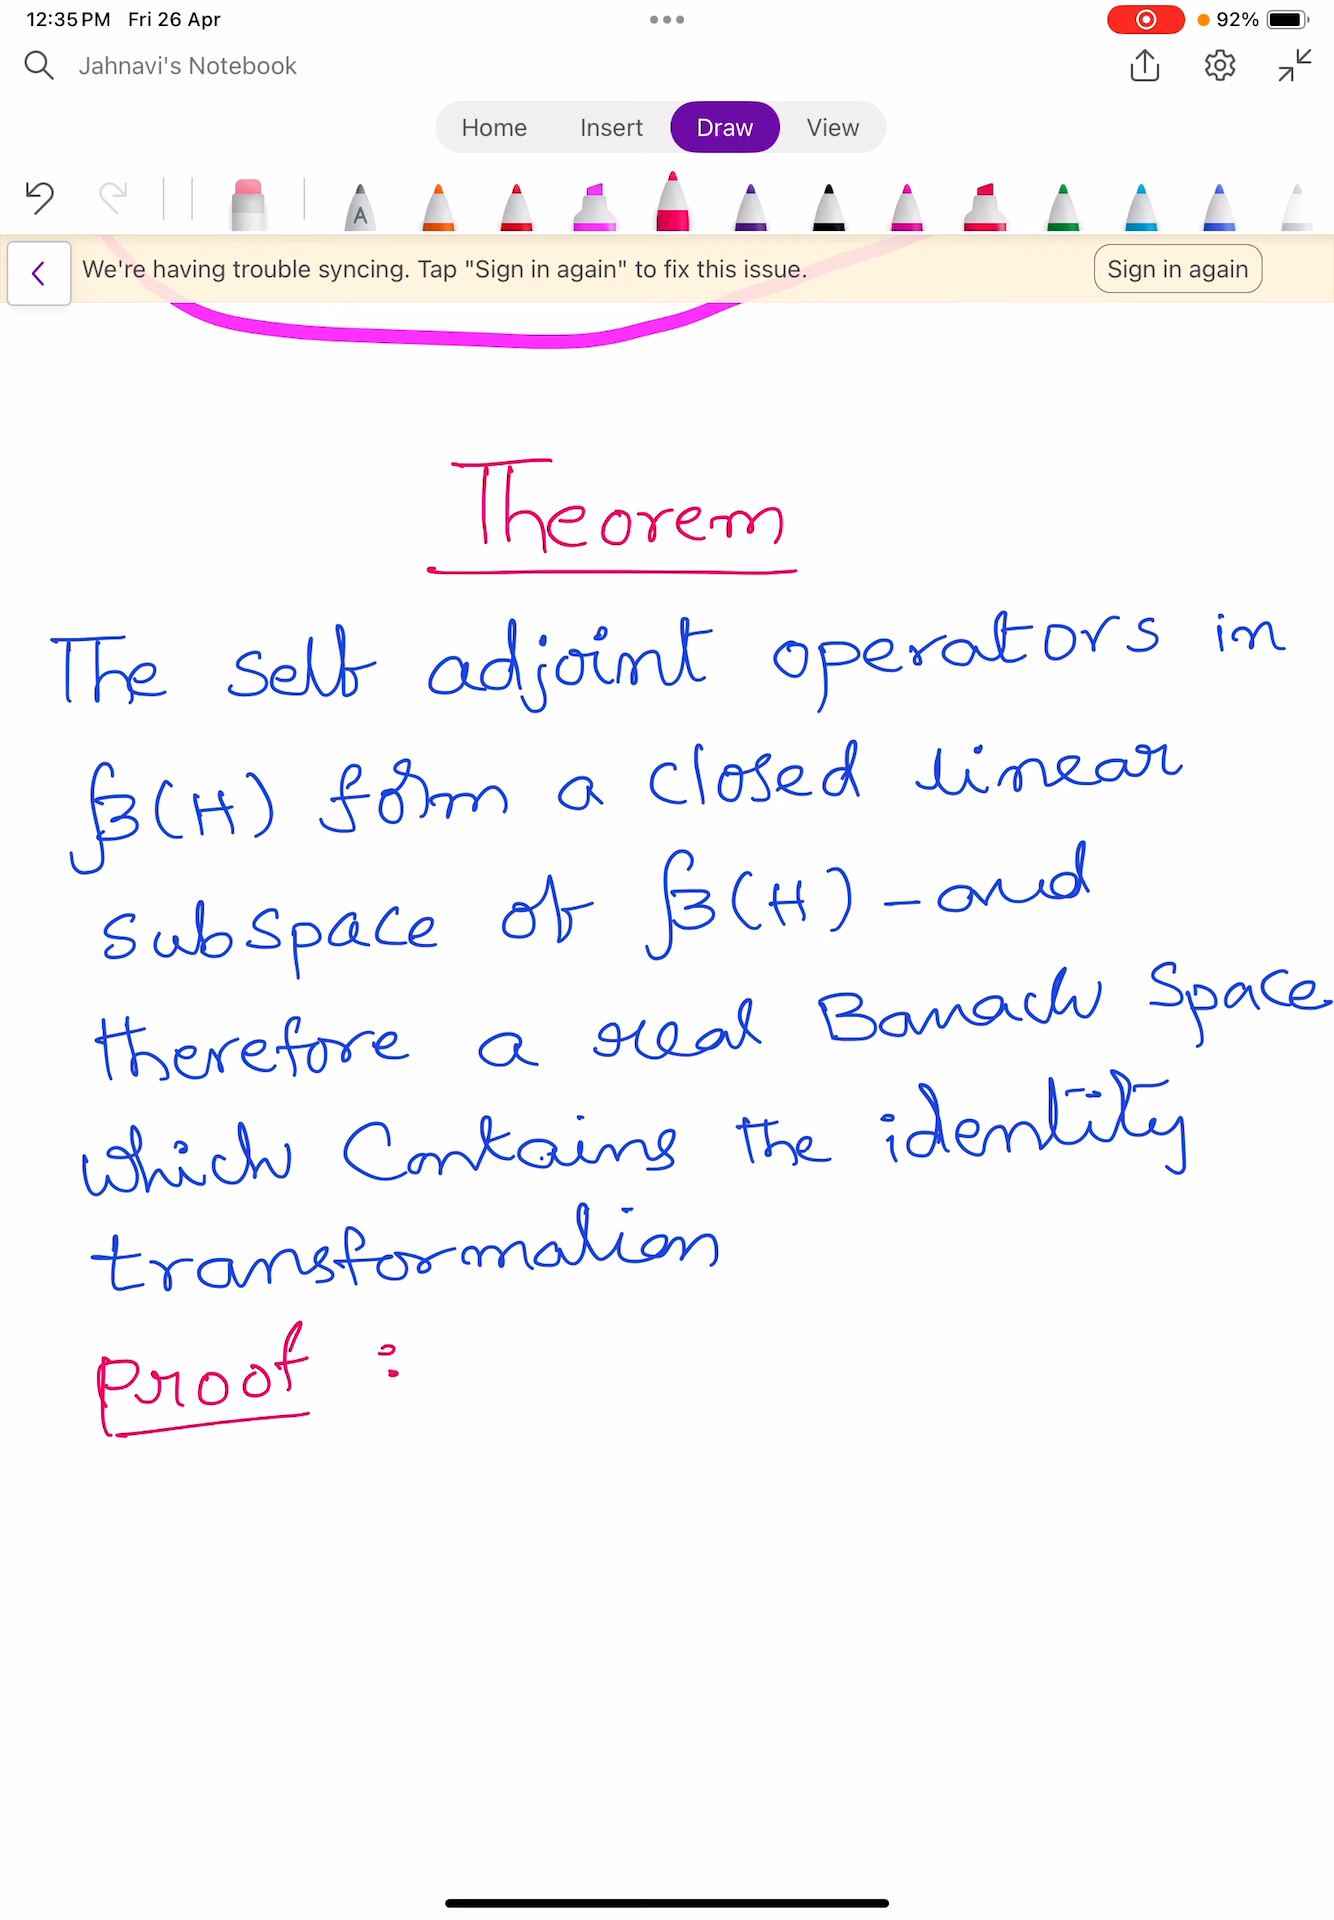 12:35 PM Fri 26 Apr
92%
Jahnavi's Notebook
Home Insert Draw View
A
We're having trouble syncing. Tap "Sign in again" to fix this issue.
Sign in again
Theorem
The self adjoint operators in
β(H) form a closed linear
subspace of β(H) - and
therefore a real Banach Space
which Contains the identity
transformation
Proof :